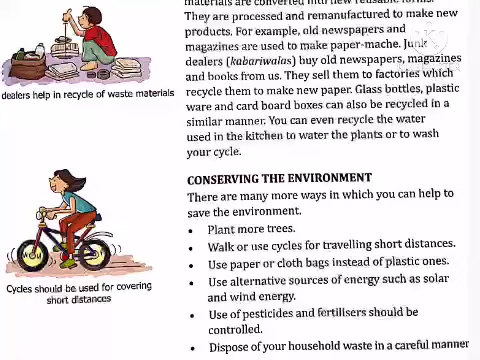 materials are converted into new reusable forms.
They are processed and remanufactured to make new
products. For example, old newspapers and
magazines are used to make paper-mache. Junk
dealers (kabariwalas) buy old newspapers, magazines
and books from us. They sell them to factories which
recycle them to make new paper. Glass bottles, plastic
ware and card board boxes can also be recycled in a
similar manner. You can even recycle the water
used in the kitchen to water the plants or to wash
your cycle.
dealers help in recycle of waste materials
CONSERVING THE ENVIRONMENT
There are many more ways in which you can help to
save the environment.
• Plant more trees.
• Walk or use cycles for travelling short distances.
• Use paper or cloth bags instead of plastic ones.
• Use alternative sources of energy such as solar
and wind energy.
• Use of pesticides and fertilisers should be
controlled.
• Dispose of your household waste in a careful manner
Cycles should be used for covering
short distances